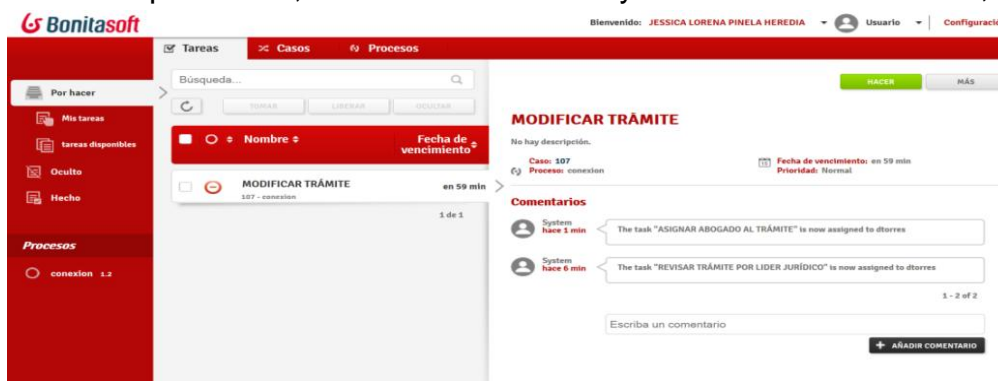 Bonitasoft
Bienvenido: JESSICA LORENA PINELA HEREDIA
Usuario
Tareas
Casos
Procesos
Por hacer
Mis tareas
tareas disponibles
Oculto
Hecho
Procesos
conexion 1.2
Búsqueda...
TOMAR LIBERAR OCULTAR
Nombre
Fecha de
vencimiento
MODIFICAR TRÁMITE
en 59 min
107 - conexion
1 de 1
HACER
MÁS
MODIFICAR TRÁMITE
No hay descripción.
Caso: 107
Proceso: conexion
Fecha de vencimiento: en 59 min
Prioridad: Normal
Comentarios
System
hace 1 min
The task "ASIGNAR ABOGADO AL TRÁMITE" is now assigned to dtorres
System
hace 6 min
The task "REVISAR TRÁMITE POR LIDER JURÍDICO" is now assigned to dtorres
1 - 2 of 2
Escriba un comentario
+ AÑADIR COMENTARIO